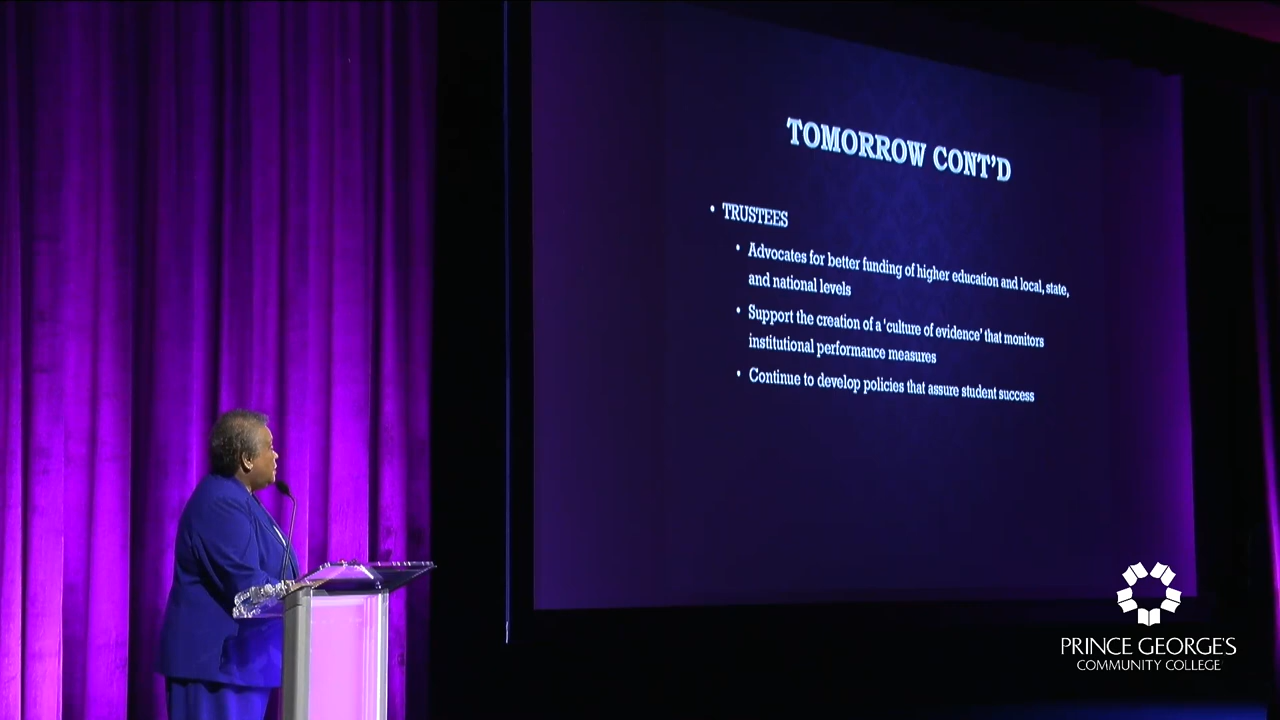 TOMORROW CONT'D
• TRUSTEES
• Advocates for better funding of higher education and local, state,
and national levels
• Support the creation of a 'culture of evidence' that monitors
institutional performance measures
• Continue to develop policies that assure student success
PRINCE GEORGE'S
COMMUNITY COLLEGE